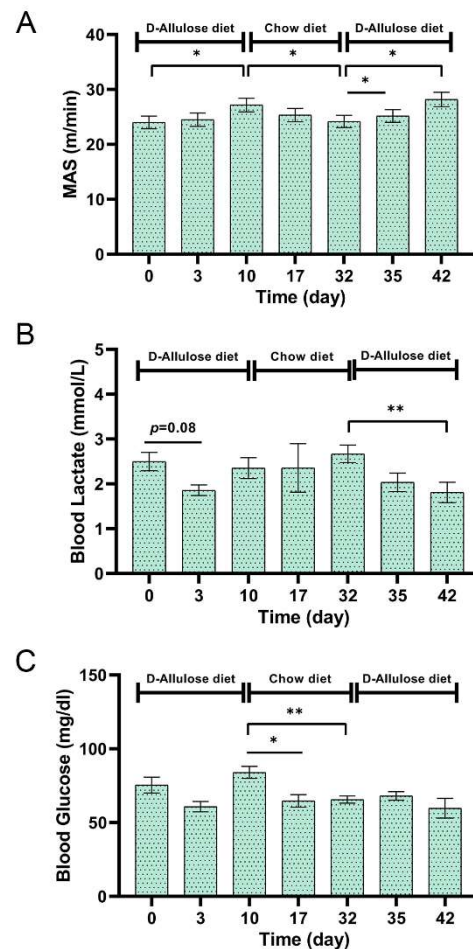 A
D-Allulose diet Chow diet D-Allulose diet
* * *
*
MAS (m/min)
40
30
20
10
0
0 3 10 17 32 35 42
Time (day)
B
D-Allulose diet Chow diet D-Allulose diet
**
p=0.08
Blood Lactate (mmol/L)
5
4
3
2
1
0
0 3 10 17 32 35 42
Time (day)
C
D-Allulose diet Chow diet D-Allulose diet
**
*
Blood Glucose (mg/dl)
150
100
50
0
0 3 10 17 32 35 42
Time (day)